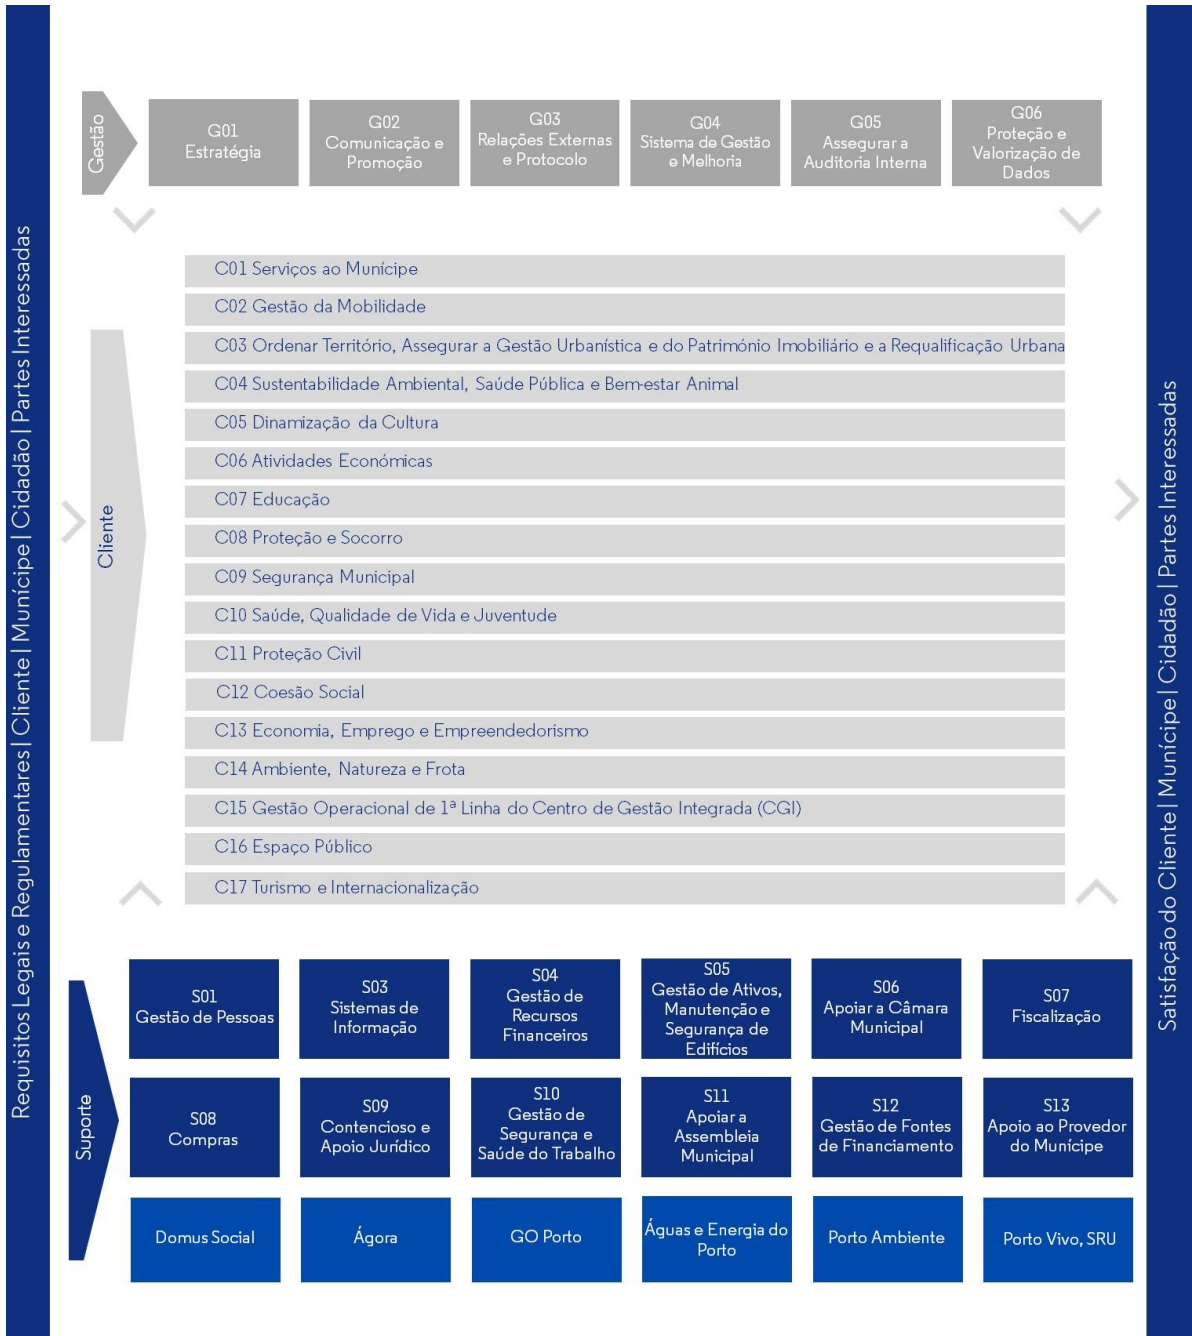 Requisitos Legais e Regulamentares| Cliente| Munícipe| Cidadão| Partes Interessadas
Gestão
G01
Estratégia
G02
Comunicação e
Promoção
G03
Relações Externas
e Protocolo
G04
Sistema de Gestão
e Melhoria
G05
Assegurar a
Auditoria Interna
G06
Proteção e
Valorização de
Dados
Cliente
C01 Serviços ao Munícipe
C02 Gestão da Mobilidade
C03 Ordenar Território, Assegurar a Gestão Urbanística e do Património Imobiliário e a Requalificação Urbana
C04 Sustentabilidade Ambiental, Saúde Pública e Bem-estar Animal
C05 Dinamização da Cultura
C06 Atividades Económicas
C07 Educação
C08 Proteção e Socorro
C09 Segurança Municipal
C10 Saúde, Qualidade de Vida e Juventude
C11 Proteção Civil
C12 Coesão Social
C13 Economia, Emprego e Empreendedorismo
C14 Ambiente, Natureza e Frota
C15 Gestão Operacional de 1ª Linha do Centro de Gestão Integrada (CGI)
C16 Espaço Público
C17 Turismo e Internacionalização
Suporte
S01
Gestão de Pessoas
S03
Sistemas de
Informação
S04
Gestão de
Recursos
Financeiros
S05
Gestão de Ativos,
Manutenção e
Segurança de
Edifícios
S06
Apoiar a Câmara
Municipal
S07
Fiscalização
S08
Compras
S09
Contencioso e
Apoio Jurídico
S10
Gestão de
Segurança e
Saúde do Trabalho
S11
Apoiar a
Assembleia
Municipal
S12
Gestão de Fontes
de Financiamento
S13
Apoio ao Provedor
do Munícipe
Domus Social
Ágora
GO Porto
Águas e Energia do
Porto
Porto Ambiente
Porto Vivo, SRU
Satisfação do Cliente| Munícipe| Cidadão| Partes Interessadas